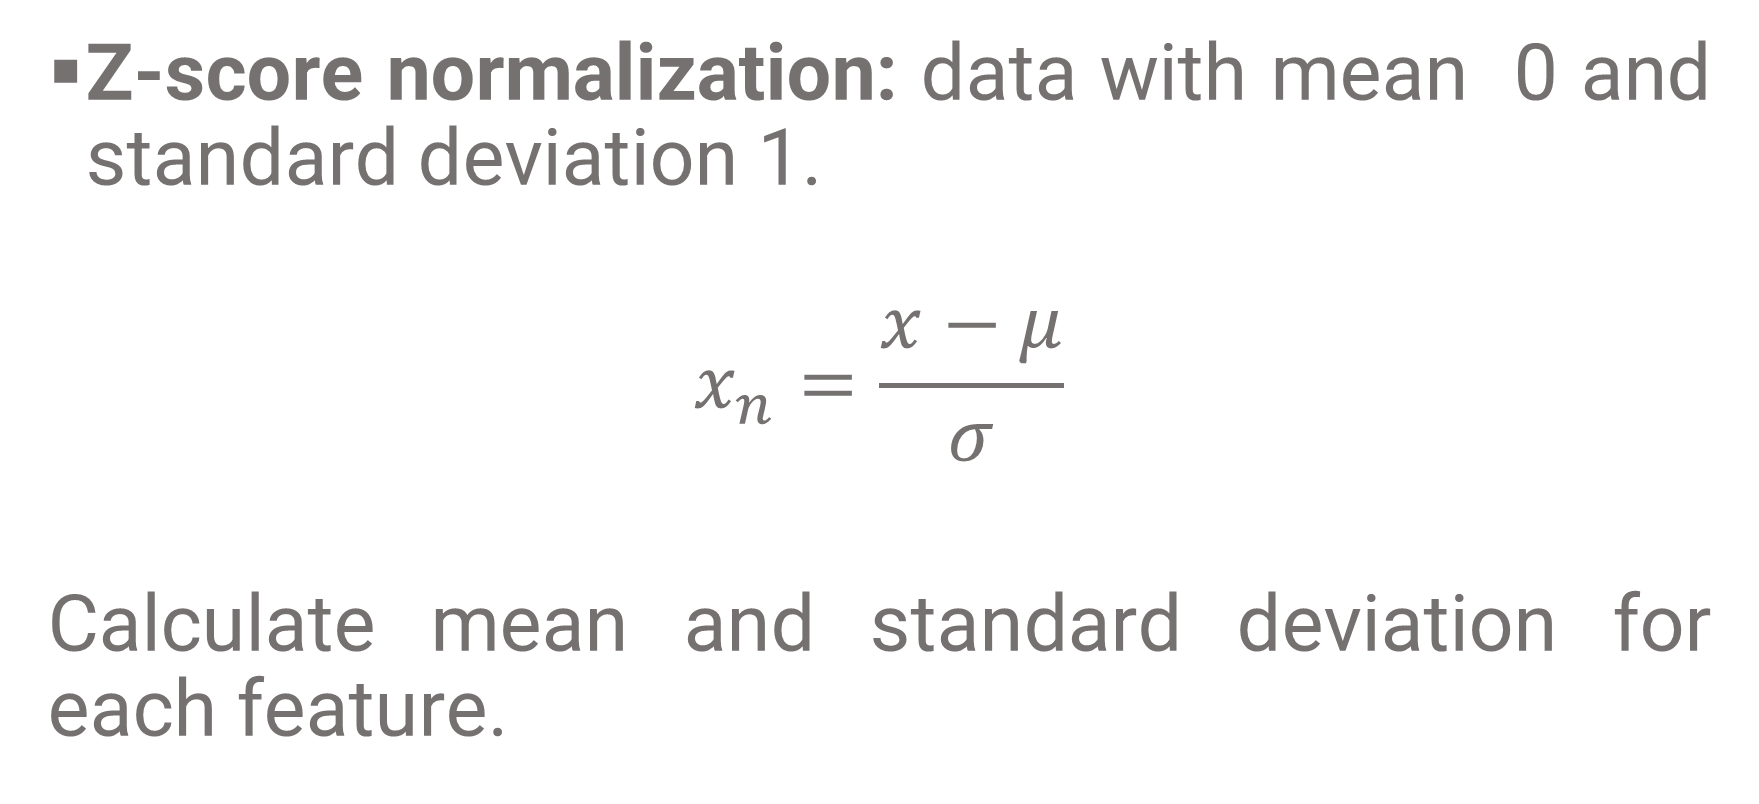 ▪Z-score normalization: data with mean 0 and
standard deviation 1.
xₙ = (x − μ) / σ
Calculate mean and standard deviation for
each feature.